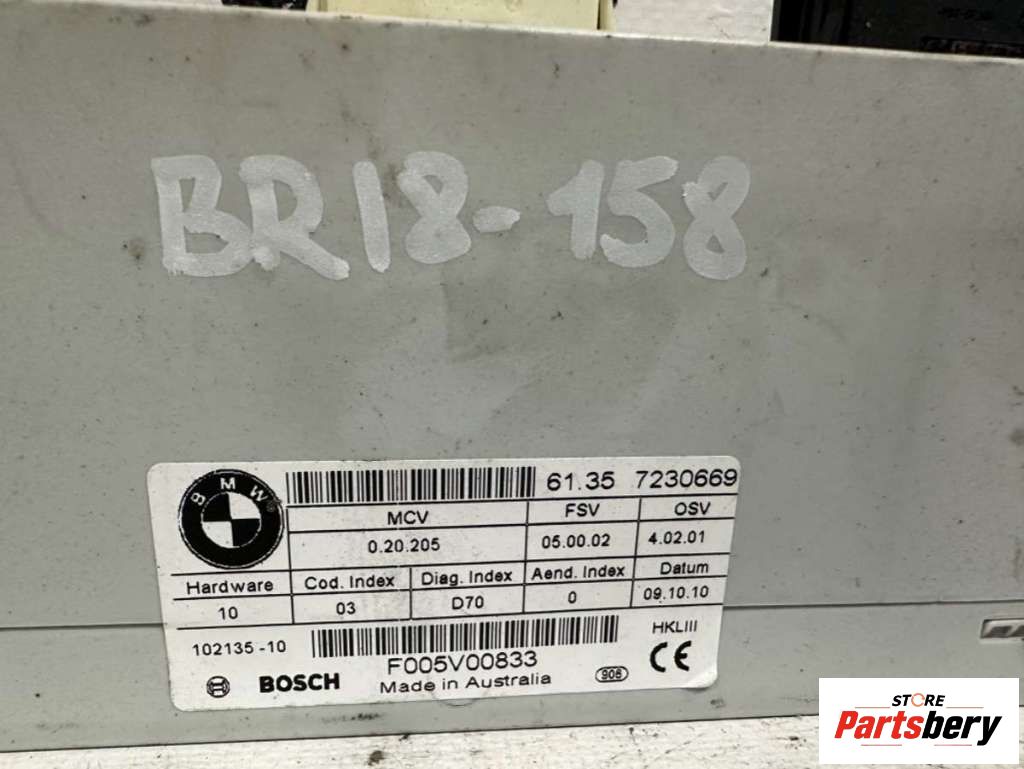 BR18-158
BMW
61.35 7230669
MCV FSV OSV
0.20.205 05.00.02 4.02.01
Hardware Cod. Index Diag. Index Aend. Index Datum
10 03 D70 0 09.10.10
102135-10 HKLIII
F005V00833
BOSCH Made in Australia 906 CE
STORE
Partsbery